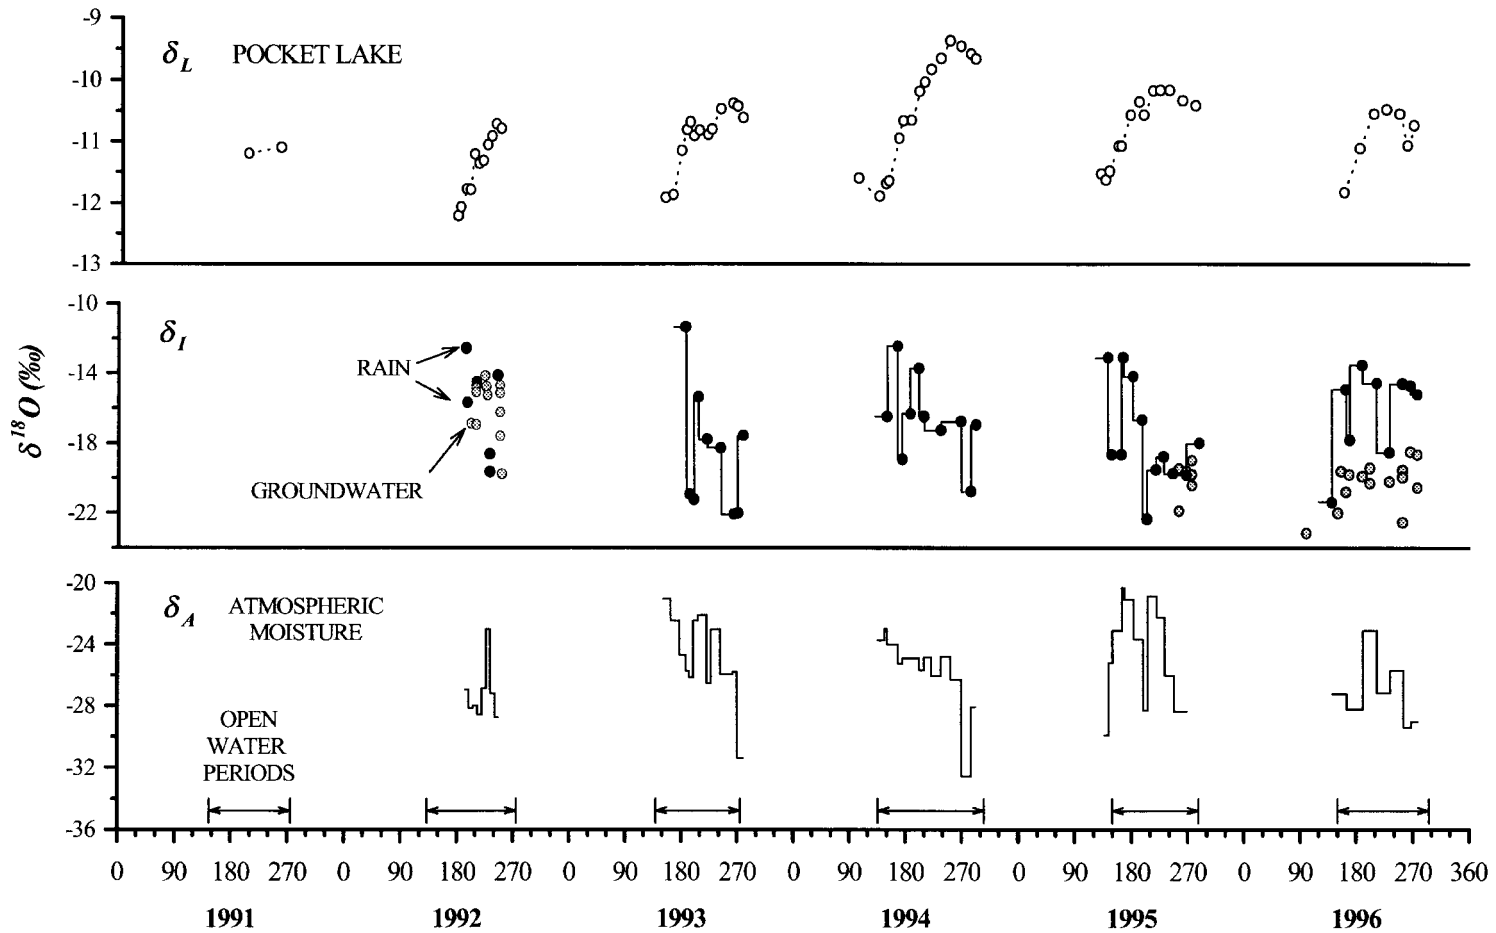 -9
δL POCKET LAKE
-10
-11
-12
-13
δ18O (‰)
-10
δI
-14
RAIN
-18
GROUNDWATER
-22
-20
δA ATMOSPHERIC
MOISTURE
-24
-28
OPEN
WATER
PERIODS
-32
-36
0 90 180 270 0 90 180 270 0 90 180 270 0 90 180 270 0 90 180 270 0 90 180 270 360
1991 1992 1993 1994 1995 1996